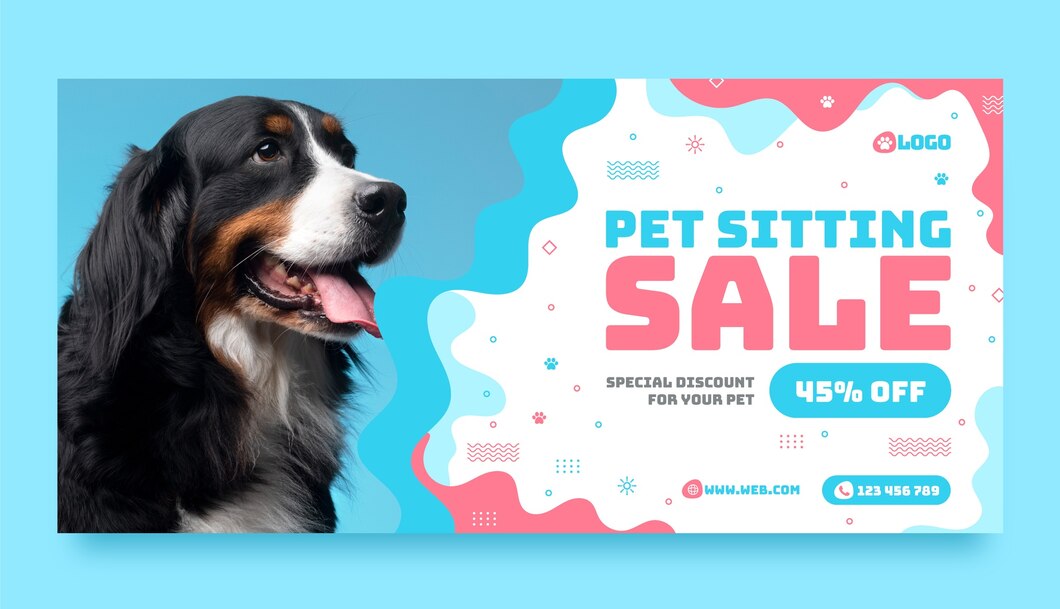 LOGO
PET SITTING
SALE
SPECIAL DISCOUNT
FOR YOUR PET
45% OFF
WWW.WEB.COM
123 456 789